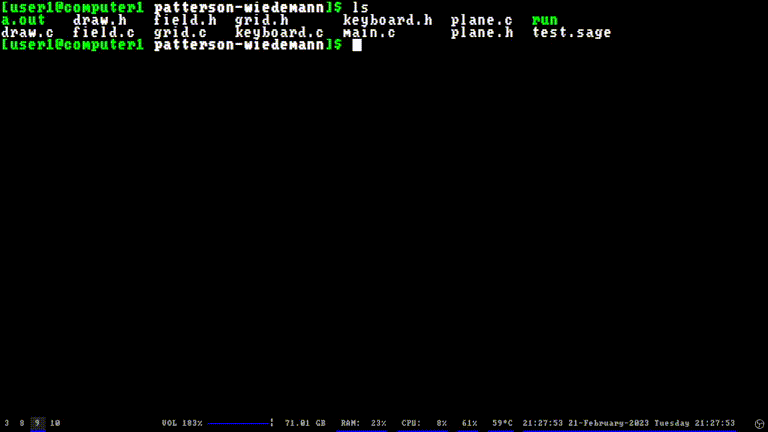 [user1@computer1 patterson-wiedemann]$ ls
a.out draw.h field.h grid.h keyboard.h plane.c run
draw.c field.c grid.c keyboard.c main.c plane.h test.sage
[user1@computer1 patterson-wiedemann]$
3 8 9 10 VOL 183% 71.01 GB RAM: 23% CPU: 8% 61% 59°C 21:27:53 21-February-2023 Tuesday 21:27:53